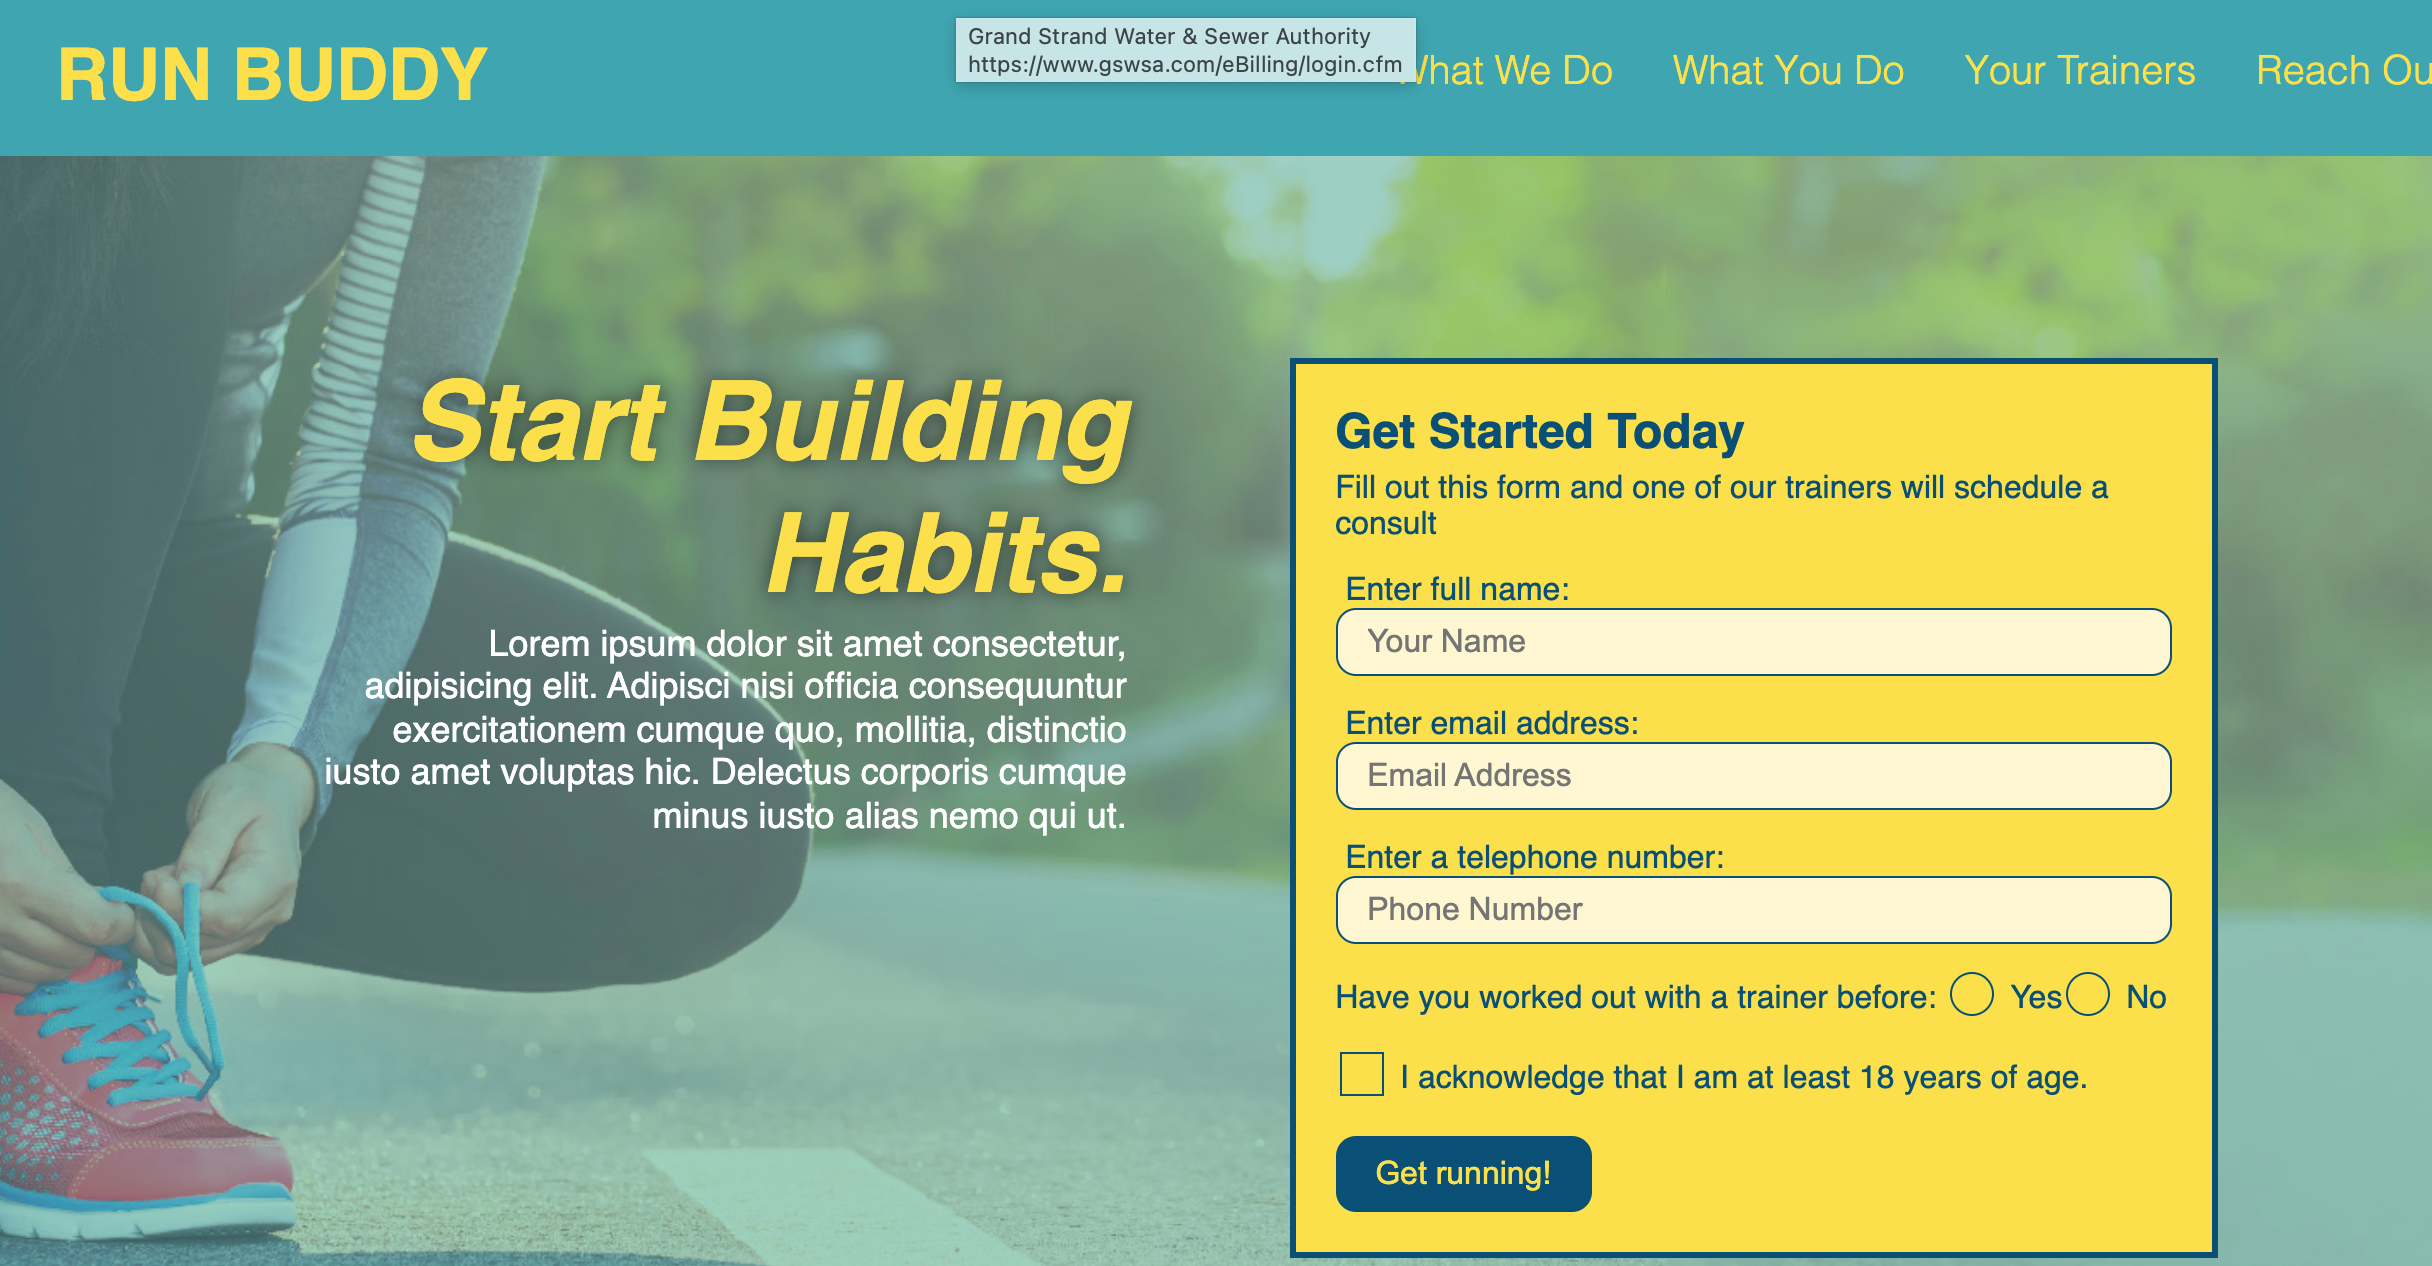 RUN BUDDY
Grand Strand Water & Sewer Authority
https://www.gswsa.com/eBilling/login.cfm
What We Do
What You Do
Your Trainers
Reach Ou
Start Building
Habits.
Lorem ipsum dolor sit amet consectetur,
adipisicing elit. Adipisci nisi officia consequuntur
exercitationem cumque quo, mollitia, distinctio
iusto amet voluptas hic. Delectus corporis cumque
minus iusto alias nemo qui ut.
Get Started Today
Fill out this form and one of our trainers will schedule a
consult
Enter full name:
Your Name
Enter email address:
Email Address
Enter a telephone number:
Phone Number
Have you worked out with a trainer before: Yes No
I acknowledge that I am at least 18 years of age.
Get running!